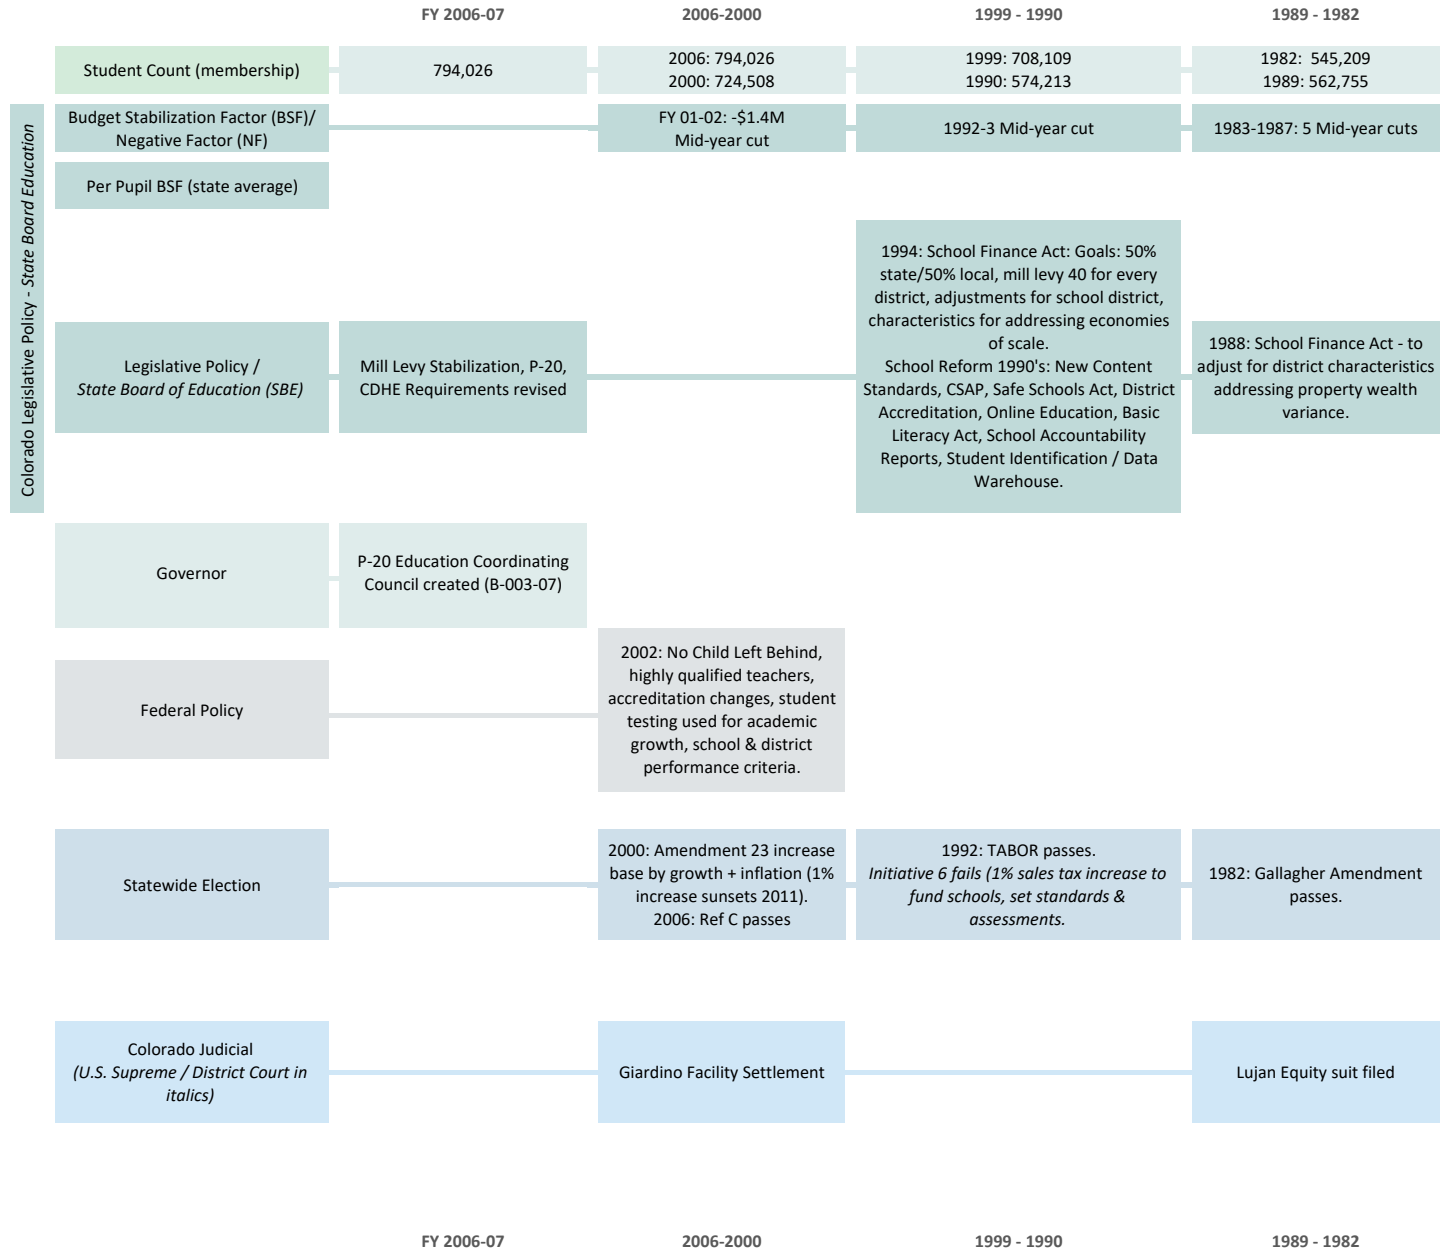 FY 2006-07
2006-2000
1999 - 1990
1989 - 1982
Student Count (membership)
794,026
2006: 794,026
2000: 724,508
1999: 708,109
1990: 574,213
1982:  545,209
1989: 562,755
Colorado Legislative Policy - State Board Education
Budget Stabilization Factor (BSF)/
Negative Factor (NF)
FY 01-02: -$1.4M
Mid-year cut
1992-3 Mid-year cut
1983-1987: 5 Mid-year cuts
Per Pupil BSF (state average)
Legislative Policy /
State Board of Education (SBE)
Mill Levy Stabilization, P-20,
CDHE Requirements revised
1994: School Finance Act: Goals: 50%
state/50% local, mill levy 40 for every
district, adjustments for school district,
characteristics for addressing economies
of scale.
School Reform 1990's: New Content
Standards, CSAP, Safe Schools Act, District
Accreditation, Online Education, Basic
Literacy Act, School Accountability
Reports, Student Identification / Data
Warehouse.
1988: School Finance Act - to
adjust for district characteristics
addressing property wealth
variance.
Governor
P-20 Education Coordinating
Council created (B-003-07)
Federal Policy
2002: No Child Left Behind,
highly qualified teachers,
accreditation changes, student
testing used for academic
growth, school & district
performance criteria.
Statewide Election
2000: Amendment 23 increase
base by growth + inflation (1%
increase sunsets 2011).
2006: Ref C passes
1992: TABOR passes.
Initiative 6 fails (1% sales tax increase to
fund schools, set standards &
assessments.
1982: Gallagher Amendment
passes.
Colorado Judicial
(U.S. Supreme / District Court in
italics)
Giardino Facility Settlement
Lujan Equity suit filed
FY 2006-07
2006-2000
1999 - 1990
1989 - 1982